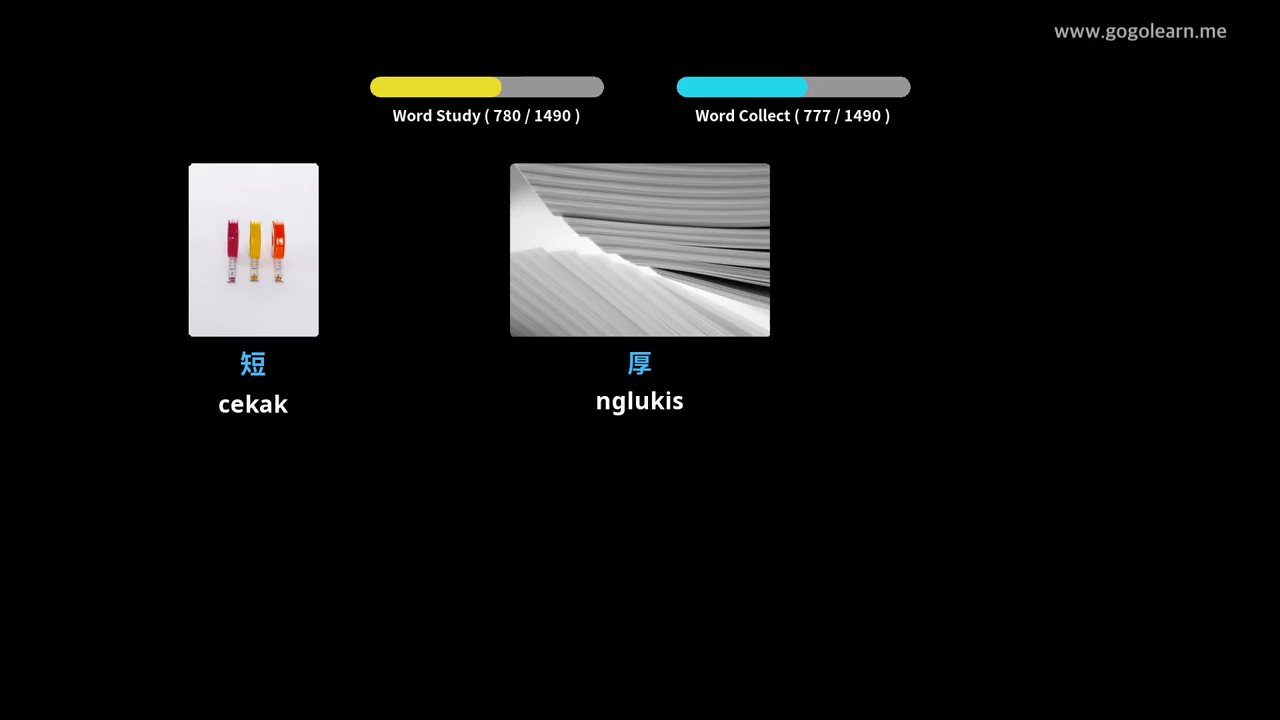 www.gogolearn.me
Word Study ( 780 / 1490 )
Word Collect ( 777 / 1490 )
短
cekak
厚
nglukis